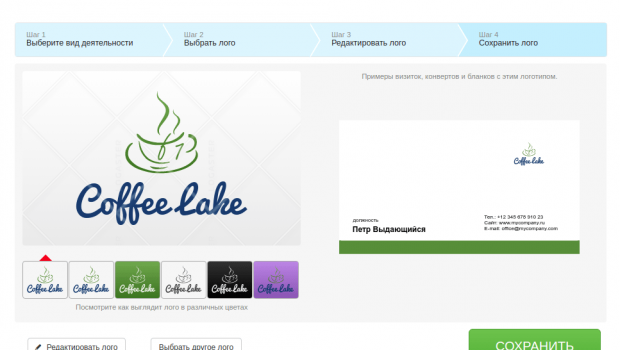 Шаг 1
Выберите вид деятельности
Шаг 2
Выбрать лого
Шаг 3
Редактировать лого
Шаг 4
Сохранить лого
Coffee Lake
Coffee Lake
Coffee Lake
Coffee Lake
Coffee Lake
Coffee Lake
Coffee Lake
Посмотрите как выглядит лого в различных цветах
Примеры визиток, конвертов и бланков с этим логотипом.
Coffee Lake
должность
Петр Выдающийся
Тел.: +12 345 678 910 23
Сайт: www.mycompany.ru
E-mail: office@mycompany.com
Редактировать лого
Выбрать другое лого
СОХРАНИТЬ